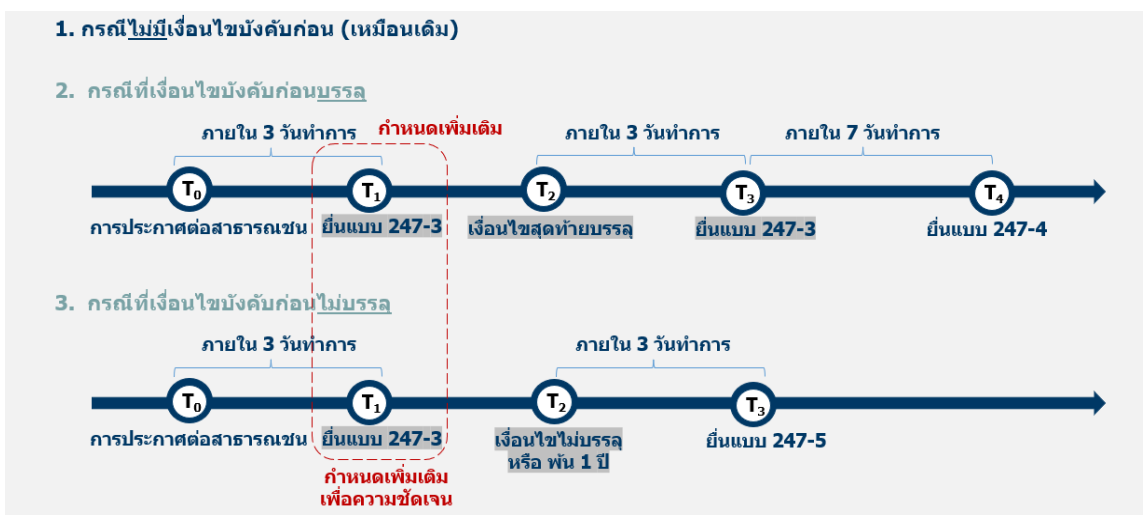 1. กรณีไม่มีเงื่อนไขบังคับก่อน (เหมือนเดิม)
2. กรณีที่เงื่อนไขบังคับก่อนบรรลุ
ภายใน 3 วันทำการ กำหนดเพิ่มเติม ภายใน 3 วันทำการ ภายใน 7 วันทำการ
T0 T1 T2 T3 T4
การประกาศต่อสาธารณชน ยื่นแบบ 247-3 เงื่อนไขสุดท้ายบรรลุ ยื่นแบบ 247-3 ยื่นแบบ 247-4
3. กรณีที่เงื่อนไขบังคับก่อนไม่บรรลุ
ภายใน 3 วันทำการ ภายใน 3 วันทำการ
T0 T1 T2 T3
การประกาศต่อสาธารณชน ยื่นแบบ 247-3 เงื่อนไขไม่บรรลุ ยื่นแบบ 247-5
หรือ พ้น 1 ปี
กำหนดเพิ่มเติม
เพื่อความชัดเจน